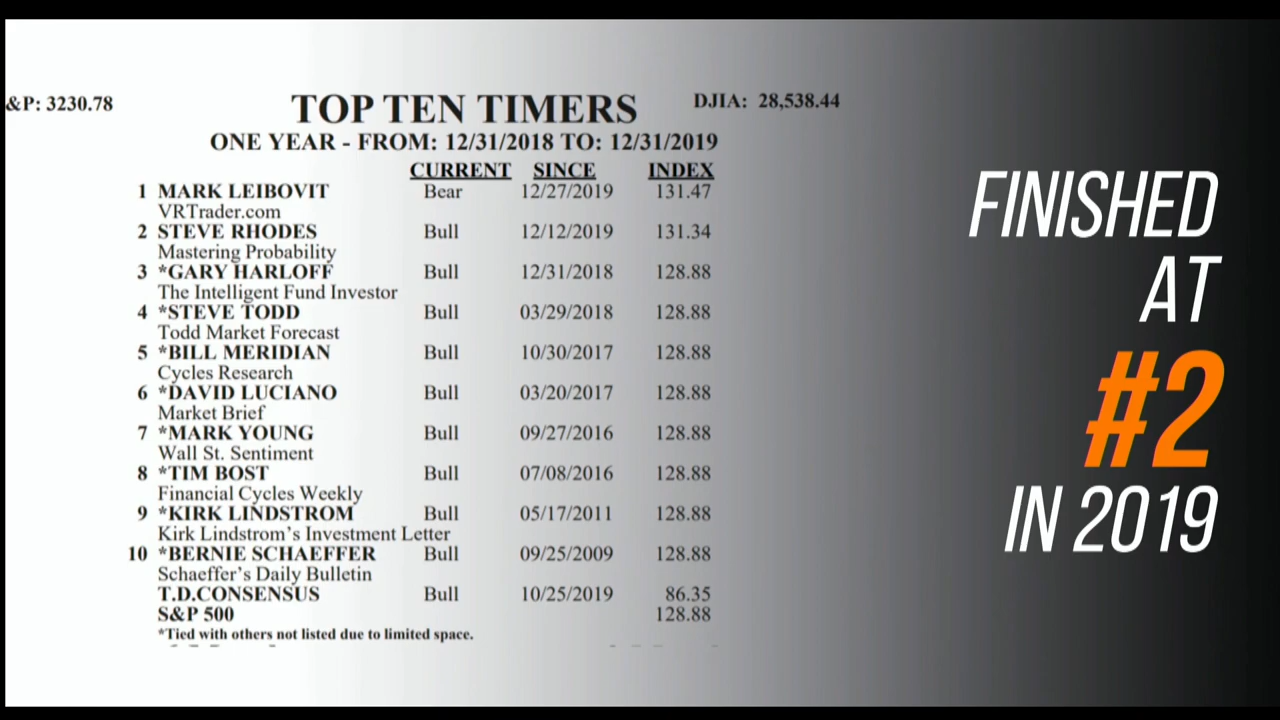 &P: 3230.78
TOP TEN TIMERS
DJIA: 28,538.44
ONE YEAR - FROM: 12/31/2018 TO: 12/31/2019
CURRENT SINCE INDEX
1 MARK LEIBOVIT Bear 12/27/2019 131.47
VRTrader.com
2 STEVE RHODES Bull 12/12/2019 131.34
Mastering Probability
3 *GARY HARLOFF Bull 12/31/2018 128.88
The Intelligent Fund Investor
4 *STEVE TODD Bull 03/29/2018 128.88
Todd Market Forecast
5 *BILL MERIDIAN Bull 10/30/2017 128.88
Cycles Research
6 *DAVID LUCIANO Bull 03/20/2017 128.88
Market Brief
7 *MARK YOUNG Bull 09/27/2016 128.88
Wall St. Sentiment
8 *TIM BOST Bull 07/08/2016 128.88
Financial Cycles Weekly
9 *KIRK LINDSTROM Bull 05/17/2011 128.88
Kirk Lindstrom's Investment Letter
10 *BERNIE SCHAEFFER Bull 09/25/2009 128.88
Schaeffer's Daily Bulletin
T.D.CONSENSUS Bull 10/25/2019 86.35
S&P 500 128.88
*Tied with others not listed due to limited space.
FINISHED
AT
#2
IN 2019